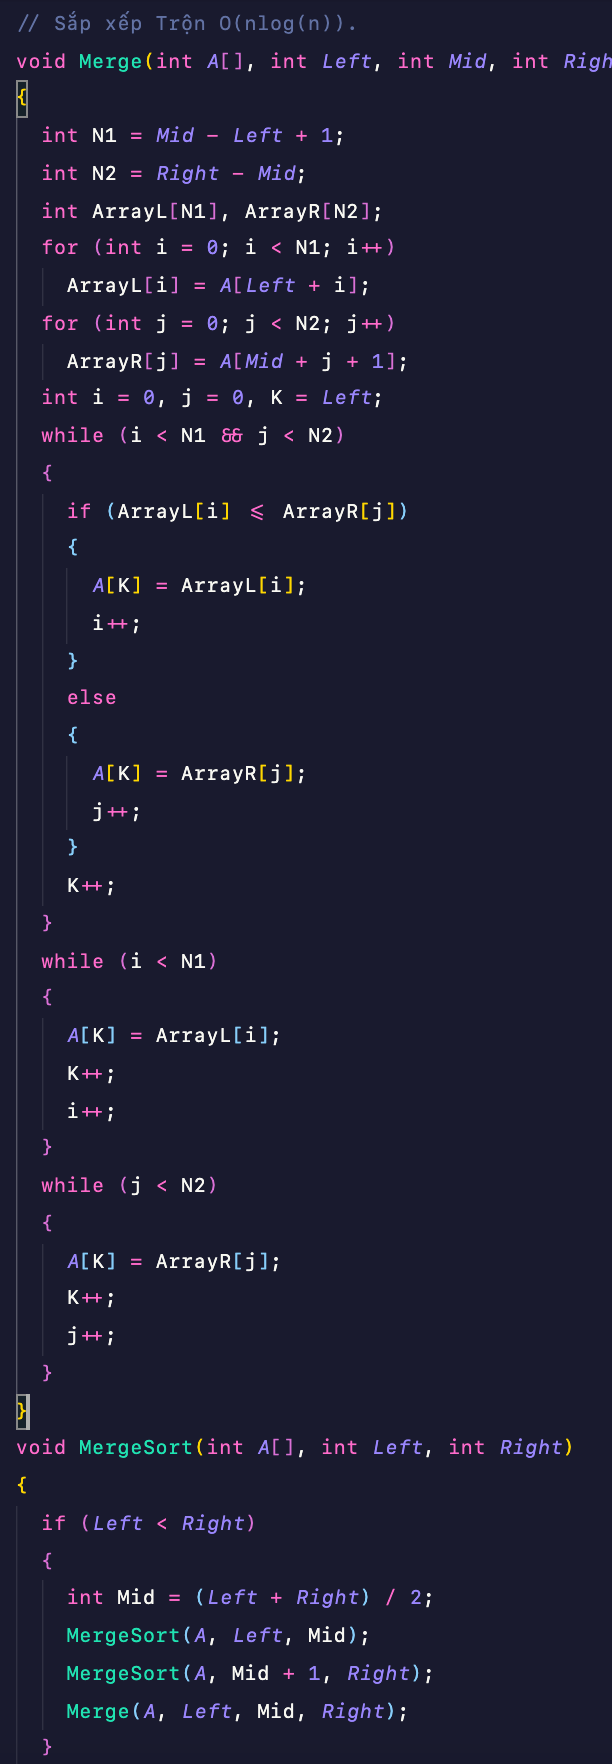 // Sắp xếp Trộn O(nlog(n)).
void Merge(int A[], int Left, int Mid, int Righ
{
int N1 = Mid - Left + 1;
int N2 = Right - Mid;
int ArrayL[N1], ArrayR[N2];
for (int i = 0; i < N1; i++)
ArrayL[i] = A[Left + i];
for (int j = 0; j < N2; j++)
ArrayR[j] = A[Mid + j + 1];
int i = 0, j = 0, K = Left;
while (i < N1 && j < N2)
{
if (ArrayL[i] <= ArrayR[j])
{
A[K] = ArrayL[i];
i++;
}
else
{
A[K] = ArrayR[j];
j++;
}
K++;
}
while (i < N1)
{
A[K] = ArrayL[i];
K++;
i++;
}
while (j < N2)
{
A[K] = ArrayR[j];
K++;
j++;
}
}
void MergeSort(int A[], int Left, int Right)
{
if (Left < Right)
{
int Mid = (Left + Right) / 2;
MergeSort(A, Left, Mid);
MergeSort(A, Mid + 1, Right);
Merge(A, Left, Mid, Right);
}